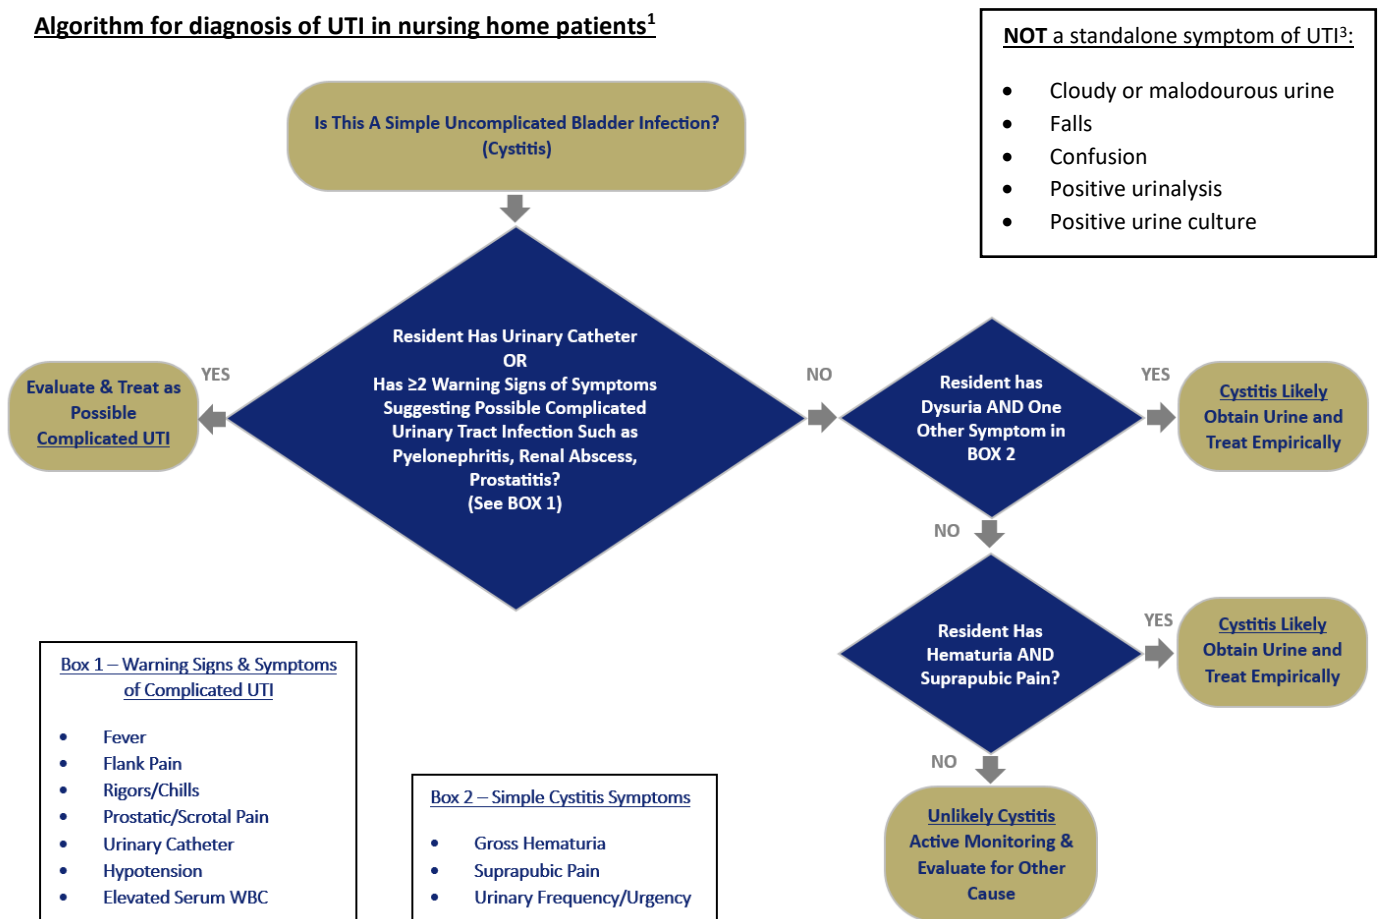 Algorithm for diagnosis of UTI in nursing home patients¹
NOT a standalone symptom of UTI³:
• Cloudy or malodourous urine
• Falls
• Confusion
• Positive urinalysis
• Positive urine culture
Is This A Simple Uncomplicated Bladder Infection?
(Cystitis)
Resident Has Urinary Catheter
OR
Has ≥2 Warning Signs of Symptoms
Suggesting Possible Complicated
Urinary Tract Infection Such as
Pyelonephritis, Renal Abscess,
Prostatitis?
(See BOX 1)
YES
Evaluate & Treat as
Possible
Complicated UTI
NO
Resident has
Dysuria AND One
Other Symptom in
BOX 2
YES
Cystitis Likely
Obtain Urine and
Treat Empirically
NO
Resident Has
Hematuria AND
Suprapubic Pain?
YES
Cystitis Likely
Obtain Urine and
Treat Empirically
NO
Unlikely Cystitis
Active Monitoring &
Evaluate for Other
Cause
Box 1 – Warning Signs & Symptoms
of Complicated UTI
• Fever
• Flank Pain
• Rigors/Chills
• Prostatic/Scrotal Pain
• Urinary Catheter
• Hypotension
• Elevated Serum WBC
Box 2 – Simple Cystitis Symptoms
• Gross Hematuria
• Suprapubic Pain
• Urinary Frequency/Urgency